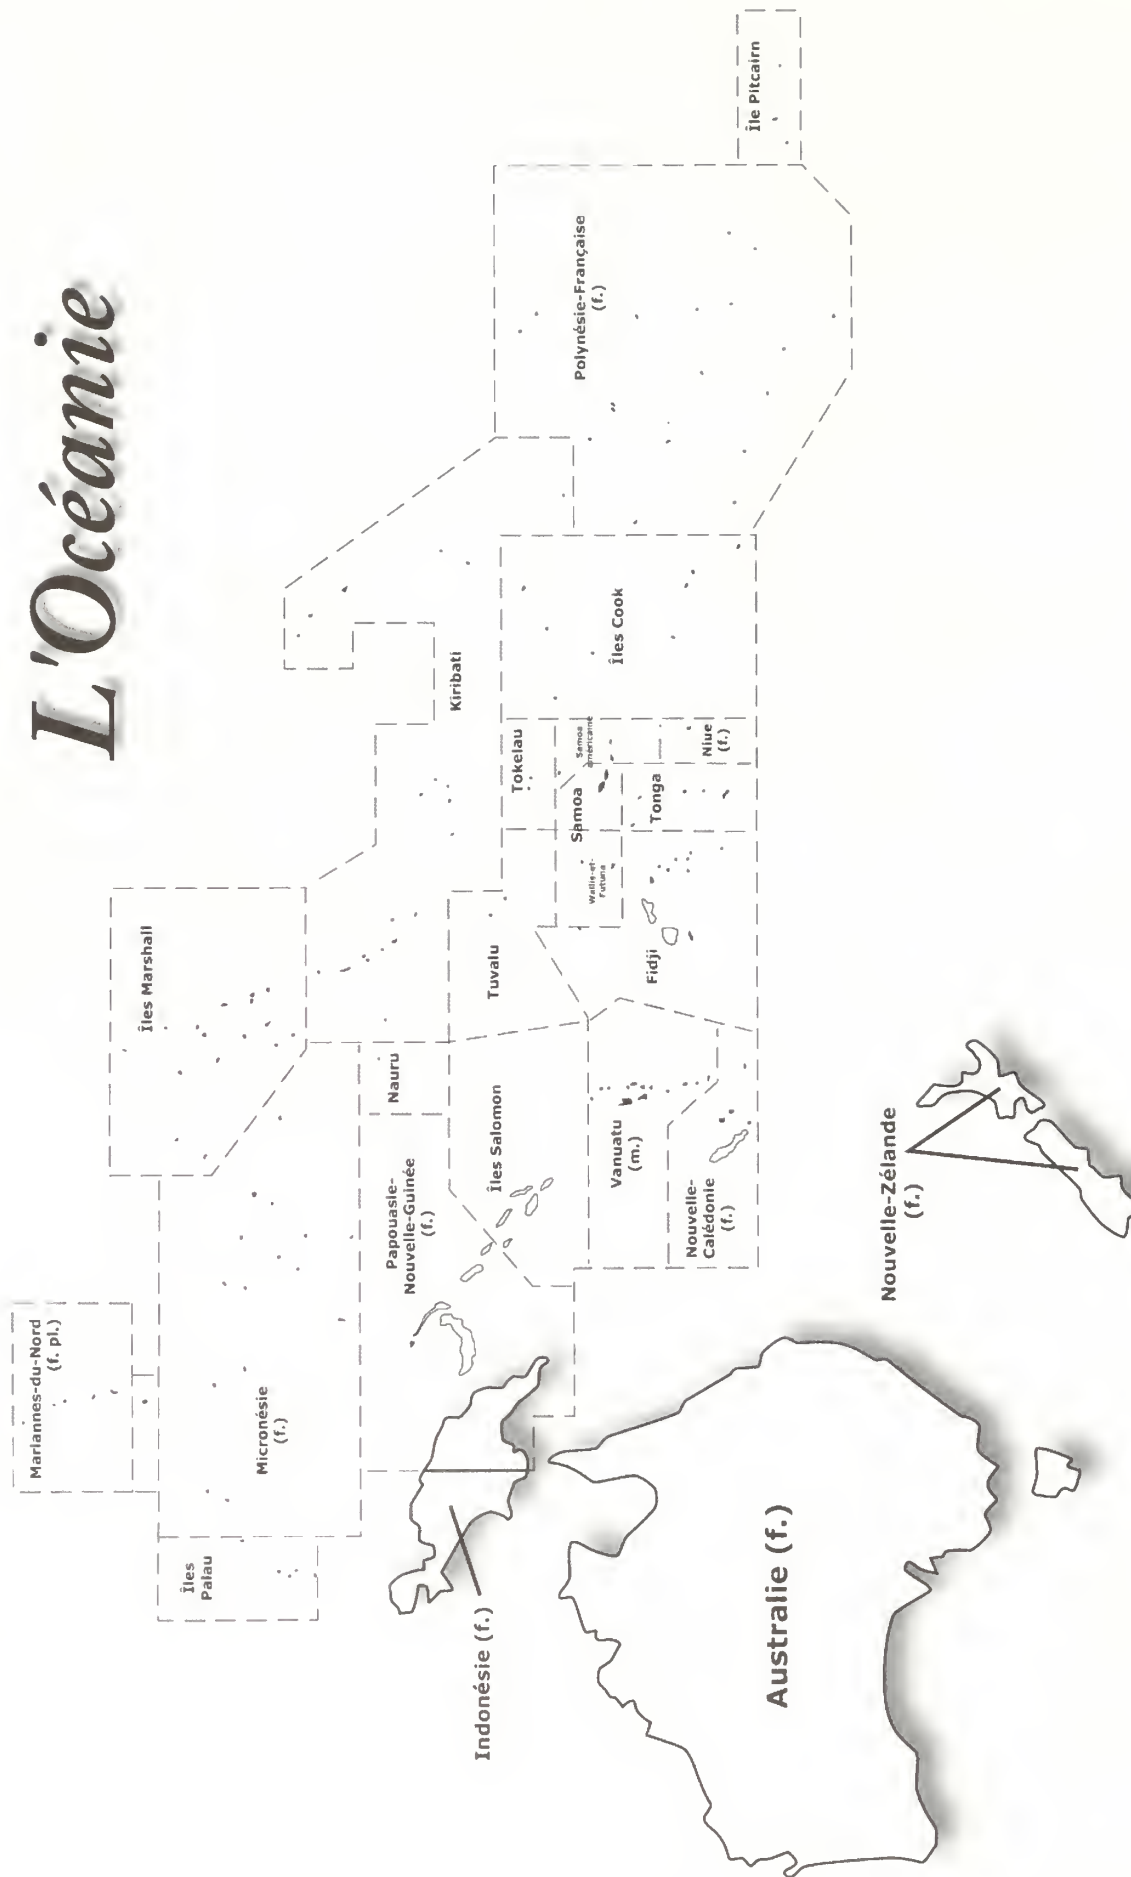 L'Océanie
Mariannes-du-Nord
(f. pl.)
Îles Marshall
Îles
Palau
Micronésie
(f.)
Nauru
Kiribati
Papouasie-
Nouvelle-Guinée
(f.)
Indonésie (f.)
Îles Salomon
Tuvalu
Tokelau
Samoa
Samoa
américaine
Wallis-et-
Futuna
Îles Cook
Polynésie-Française
(f.)
Vanuatu
(m.)
Fidji
Tonga
Niue
(f.)
Nouvelle-
Calédonie
(f.)
Île Pitcairn
Australie (f.)
Nouvelle-Zélande
(f.)